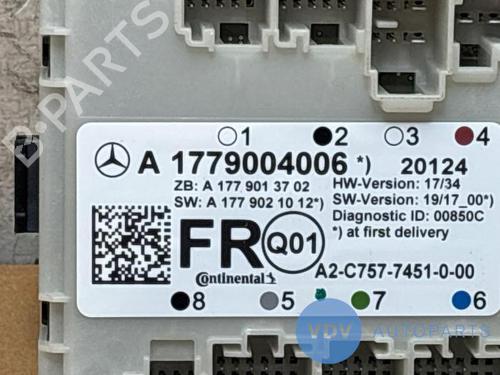 1 2 3 4
A 1779004006 *) 20124
ZB: A 177 901 37 02 HW-Version: 17/34
SW: A 177 902 10 12*) SW-Version: 19/17_00*)
Diagnostic ID: 00850C
*) at first delivery
FR Q01
Continental A2-C757-7451-0-00
8 5 7 6
VDV AUTOPARTS
B-PARTS